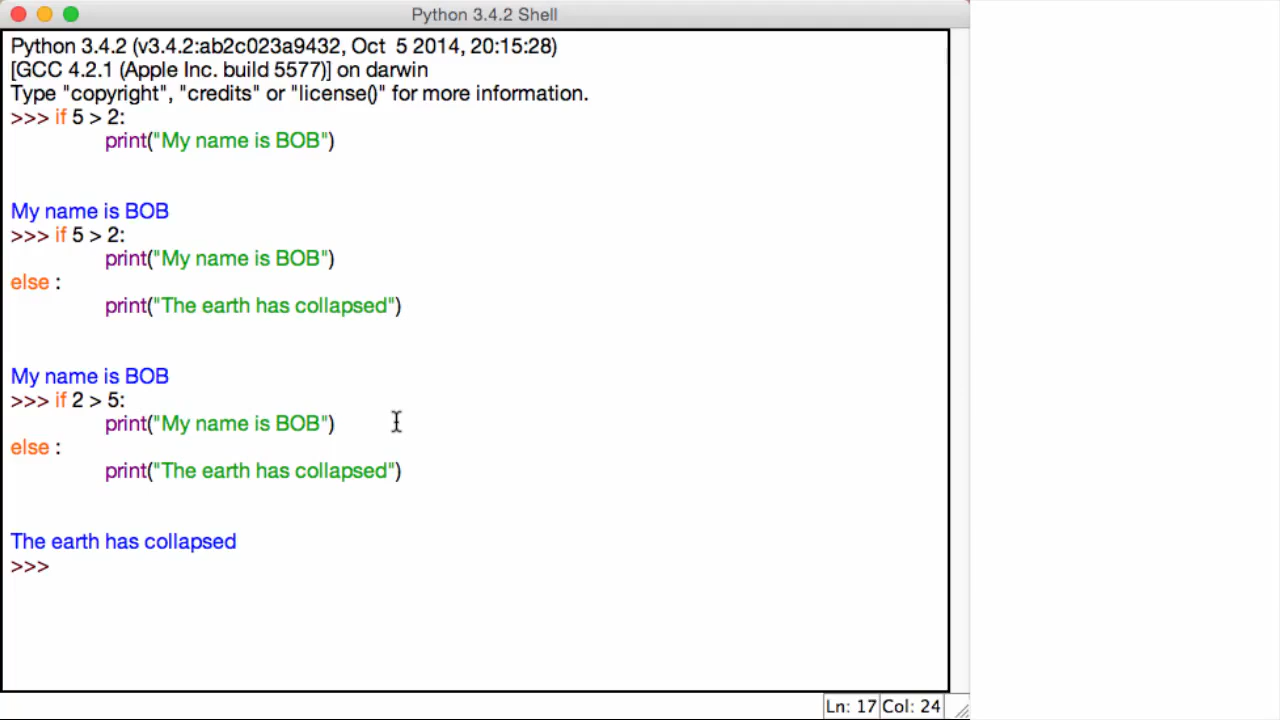 Python 3.4.2 Shell
Python 3.4.2 (v3.4.2:ab2c023a9432, Oct  5 2014, 20:15:28)
[GCC 4.2.1 (Apple Inc. build 5577)] on darwin
Type "copyright", "credits" or "license()" for more information.
>>> if 5 > 2:
print("My name is BOB")
My name is BOB
>>> if 5 > 2:
print("My name is BOB")
else :
print("The earth has collapsed")
My name is BOB
>>> if 2 > 5:
print("My name is BOB")
else :
print("The earth has collapsed")
The earth has collapsed
>>>
Ln: 17 Col: 24